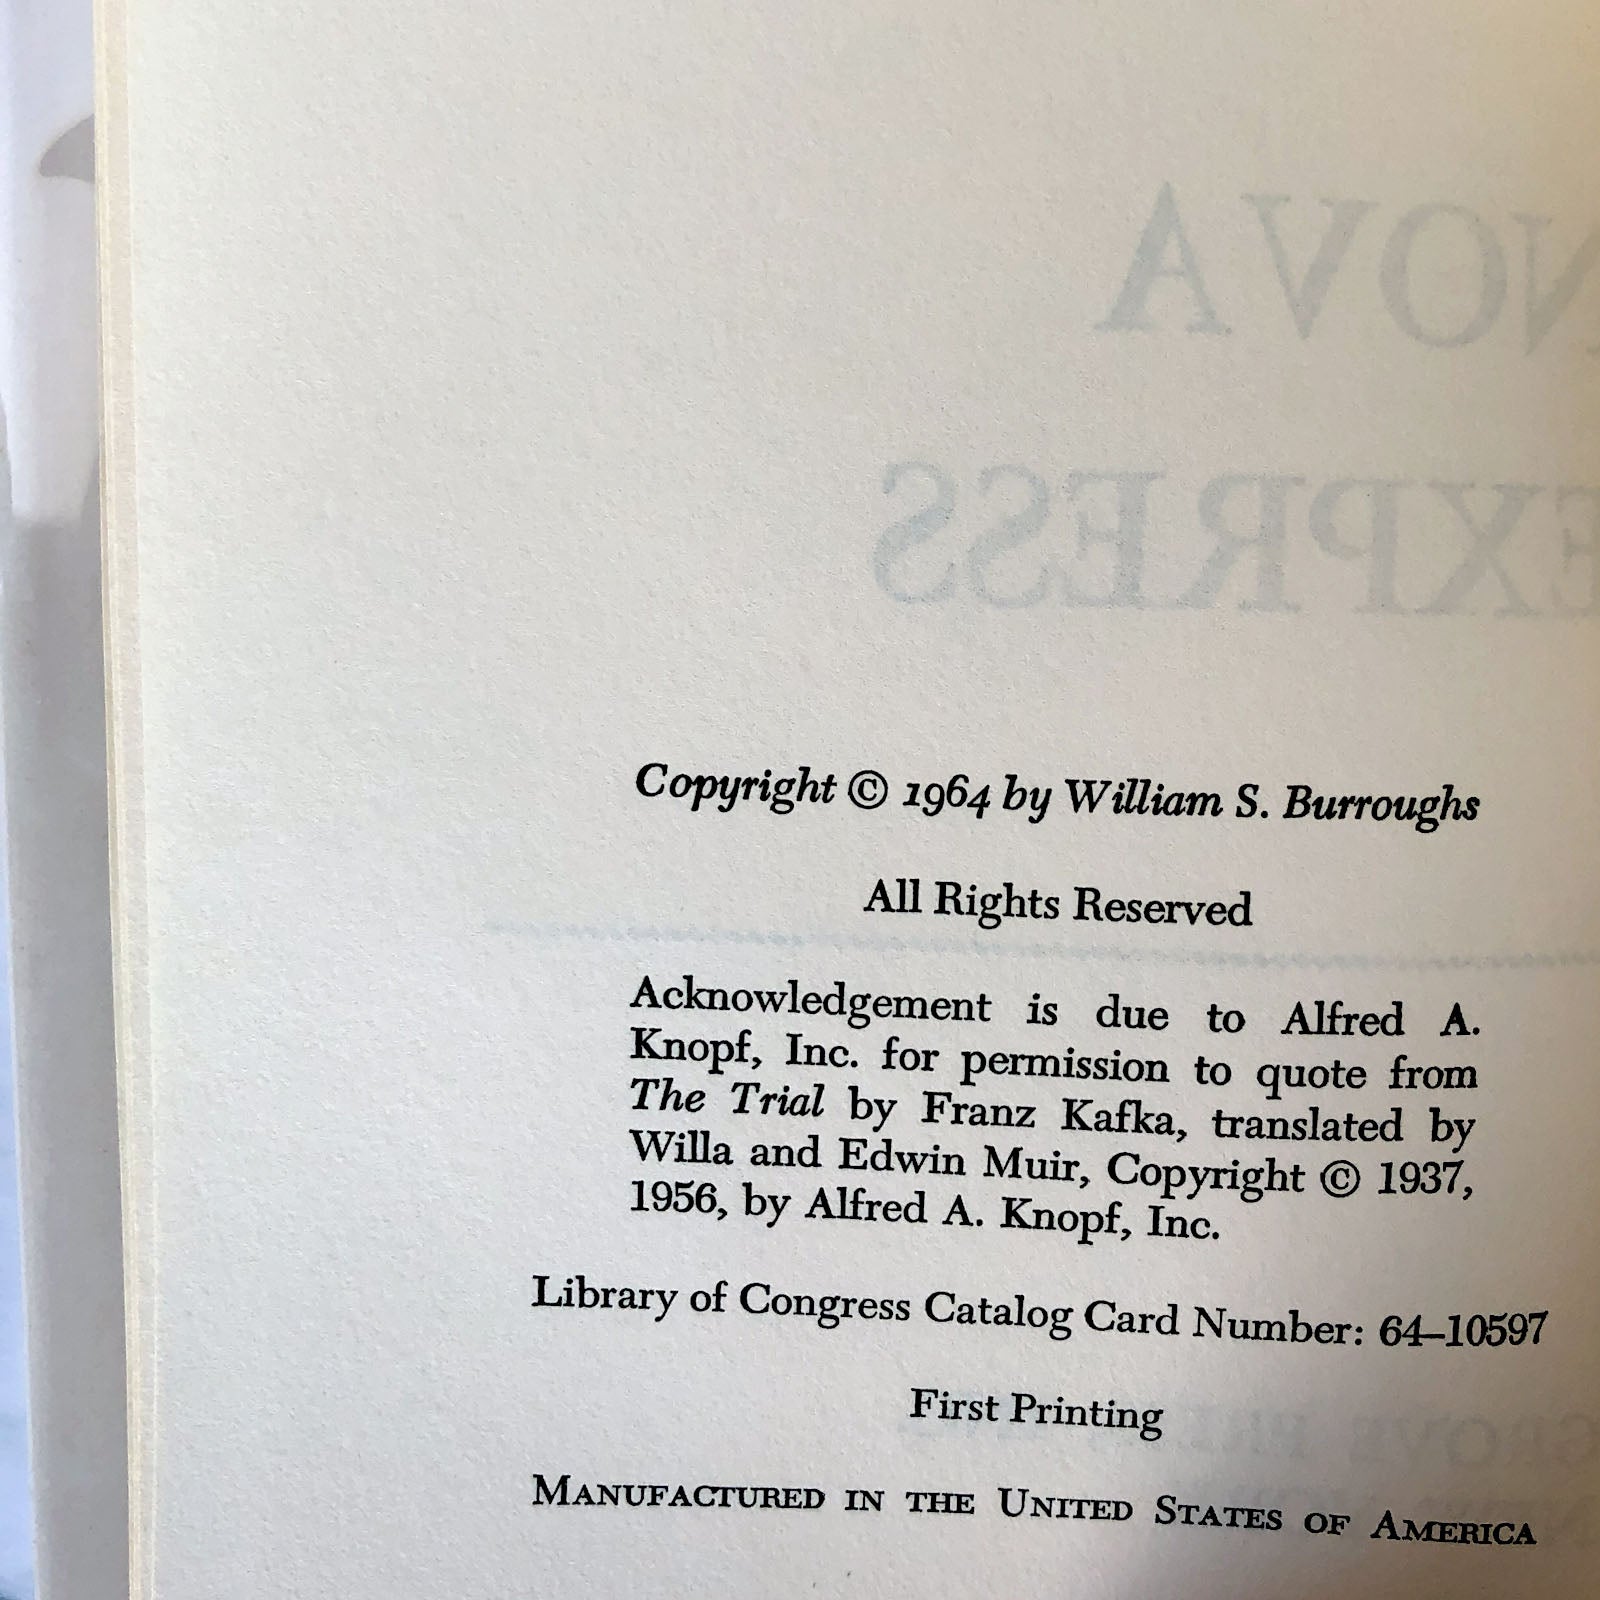 NOVA
EXPRESS
Copyright © 1964 by William S. Burroughs
All Rights Reserved
Acknowledgement is due to Alfred A.
Knopf, Inc. for permission to quote from
The Trial by Franz Kafka, translated by
Willa and Edwin Muir, Copyright © 1937,
1956, by Alfred A. Knopf, Inc.
Library of Congress Catalog Card Number: 64–10597
First Printing
MANUFACTURED IN THE UNITED STATES OF AMERICA